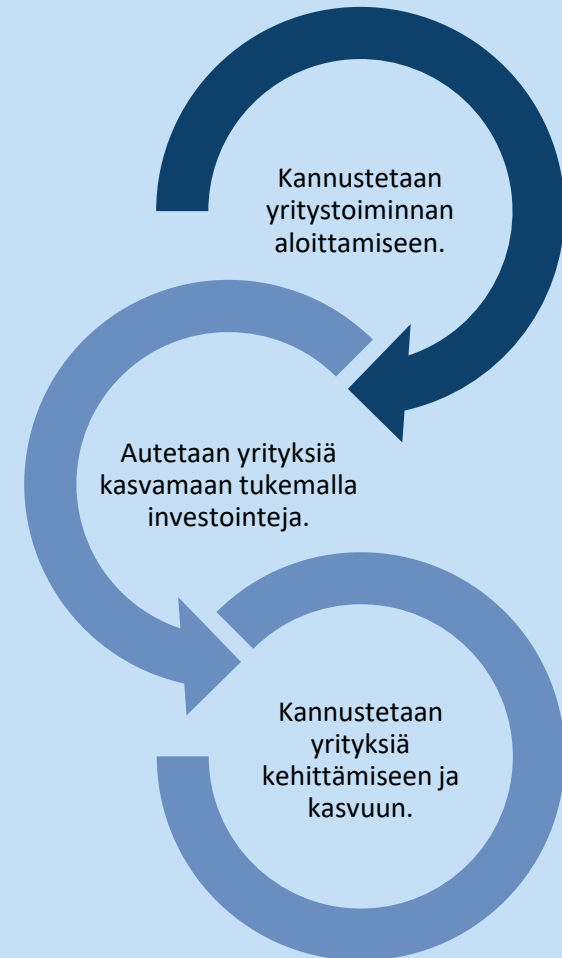 Kannustetaan
yritystoiminnan
aloittamiseen.
Autetaan yrityksiä
kasvamaan tukemalla
investointeja.
Kannustetaan
yrityksiä
kehittämiseen ja
kasvuun.